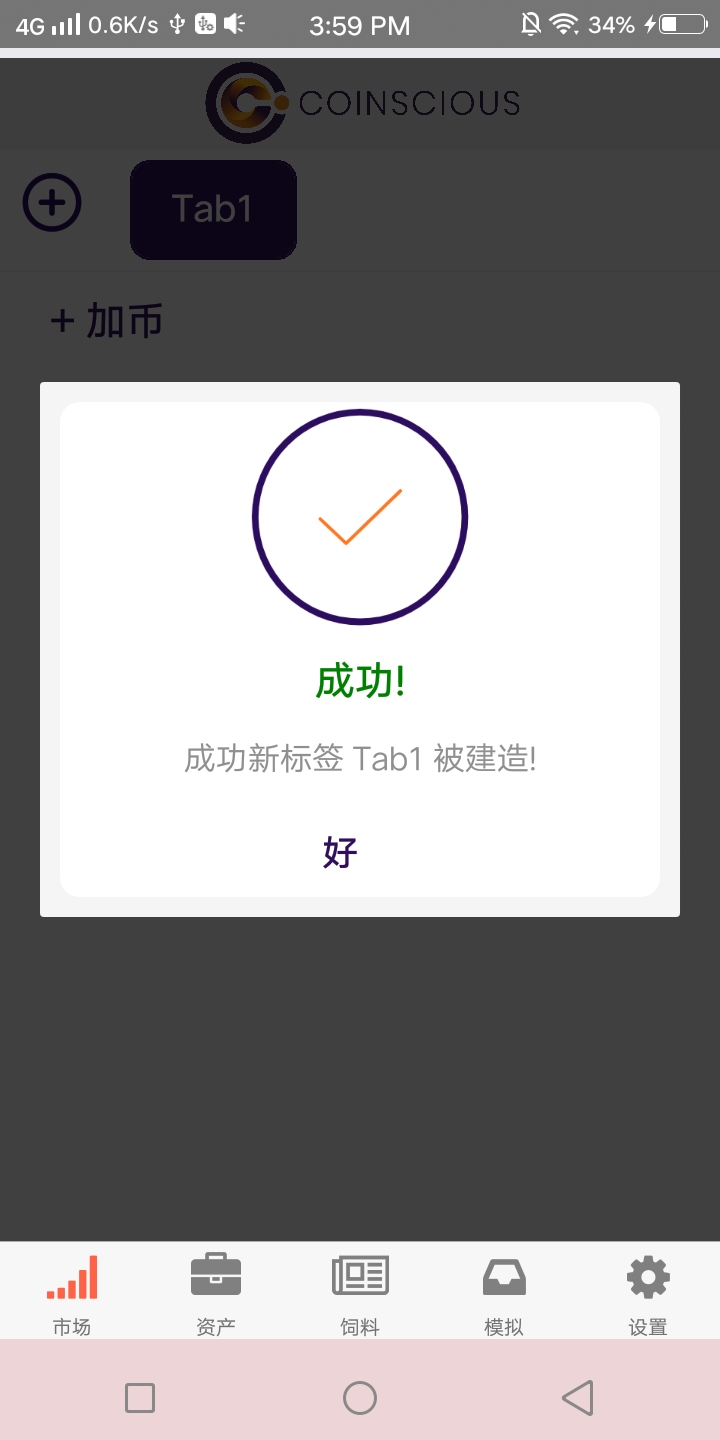 4G 0.6K/s 3:59 PM 34%
COINSCIOUS
Tab1
+ 加币
成功!
成功新标签 Tab1 被建造!
好
市场 资产 饲料 模拟 设置